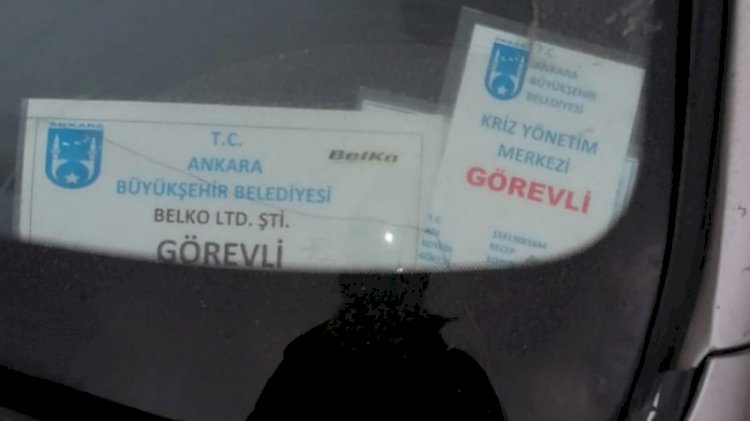 ANKARA
T.C.
ANKARA
BÜYÜKŞEHİR BELEDİYESİ
BELKO LTD. ŞTİ.
GÖREVLİ
BelKo
ANKARA
T.C.
ANKARA
BÜYÜKŞEHİR
BELEDİYESİ
KRİZ YÖNETİM
MERKEZİ
GÖREVLİ
T.C
RECEP